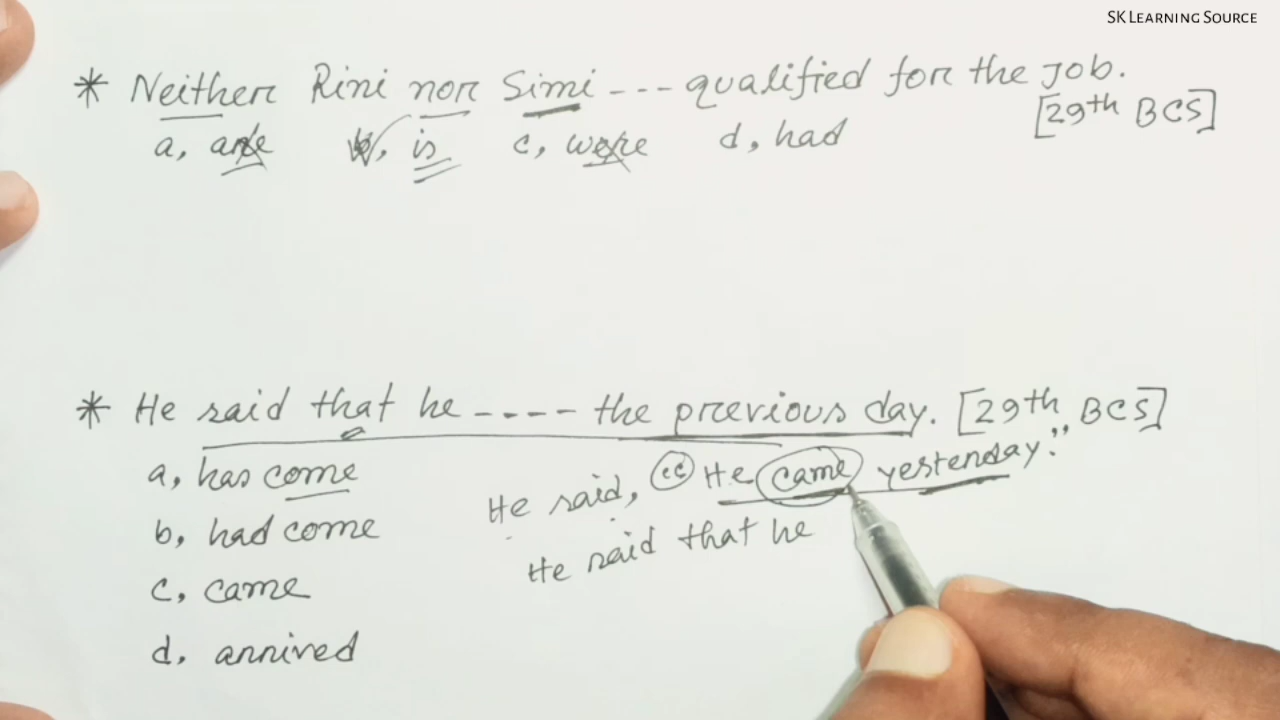 SK LEARNING SOURCE
* Neither Rini nor Simi --- qualified for the job.
[29th BCS]
a, are b, is c, were d, had
* He said that he ---- the previous day. [29th BCS]
a, has come
b, had come
c, came
d, arrived
He said, "He came yesterday."
He said that he